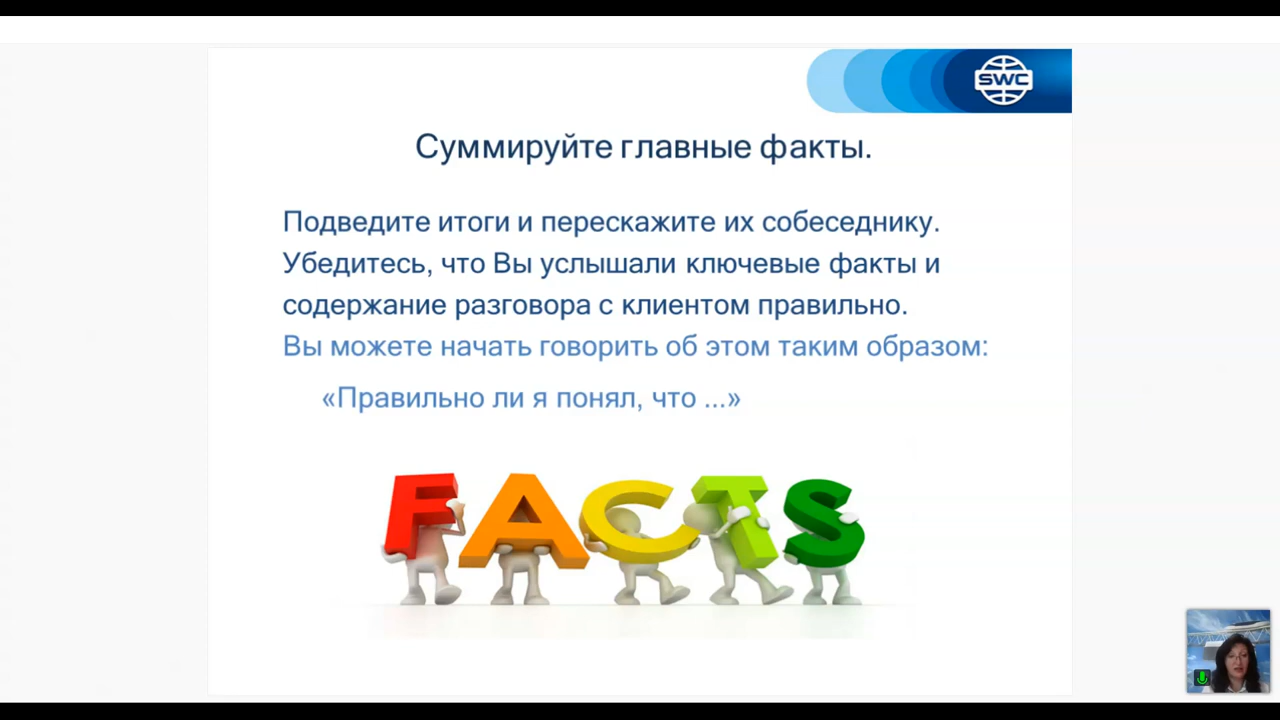 SWC
Суммируйте главные факты.
Подведите итоги и перескажите их собеседнику.
Убедитесь, что Вы услышали ключевые факты и
содержание разговора с клиентом правильно.
Вы можете начать говорить об этом таким образом:
«Правильно ли я понял, что ...»
FACTS